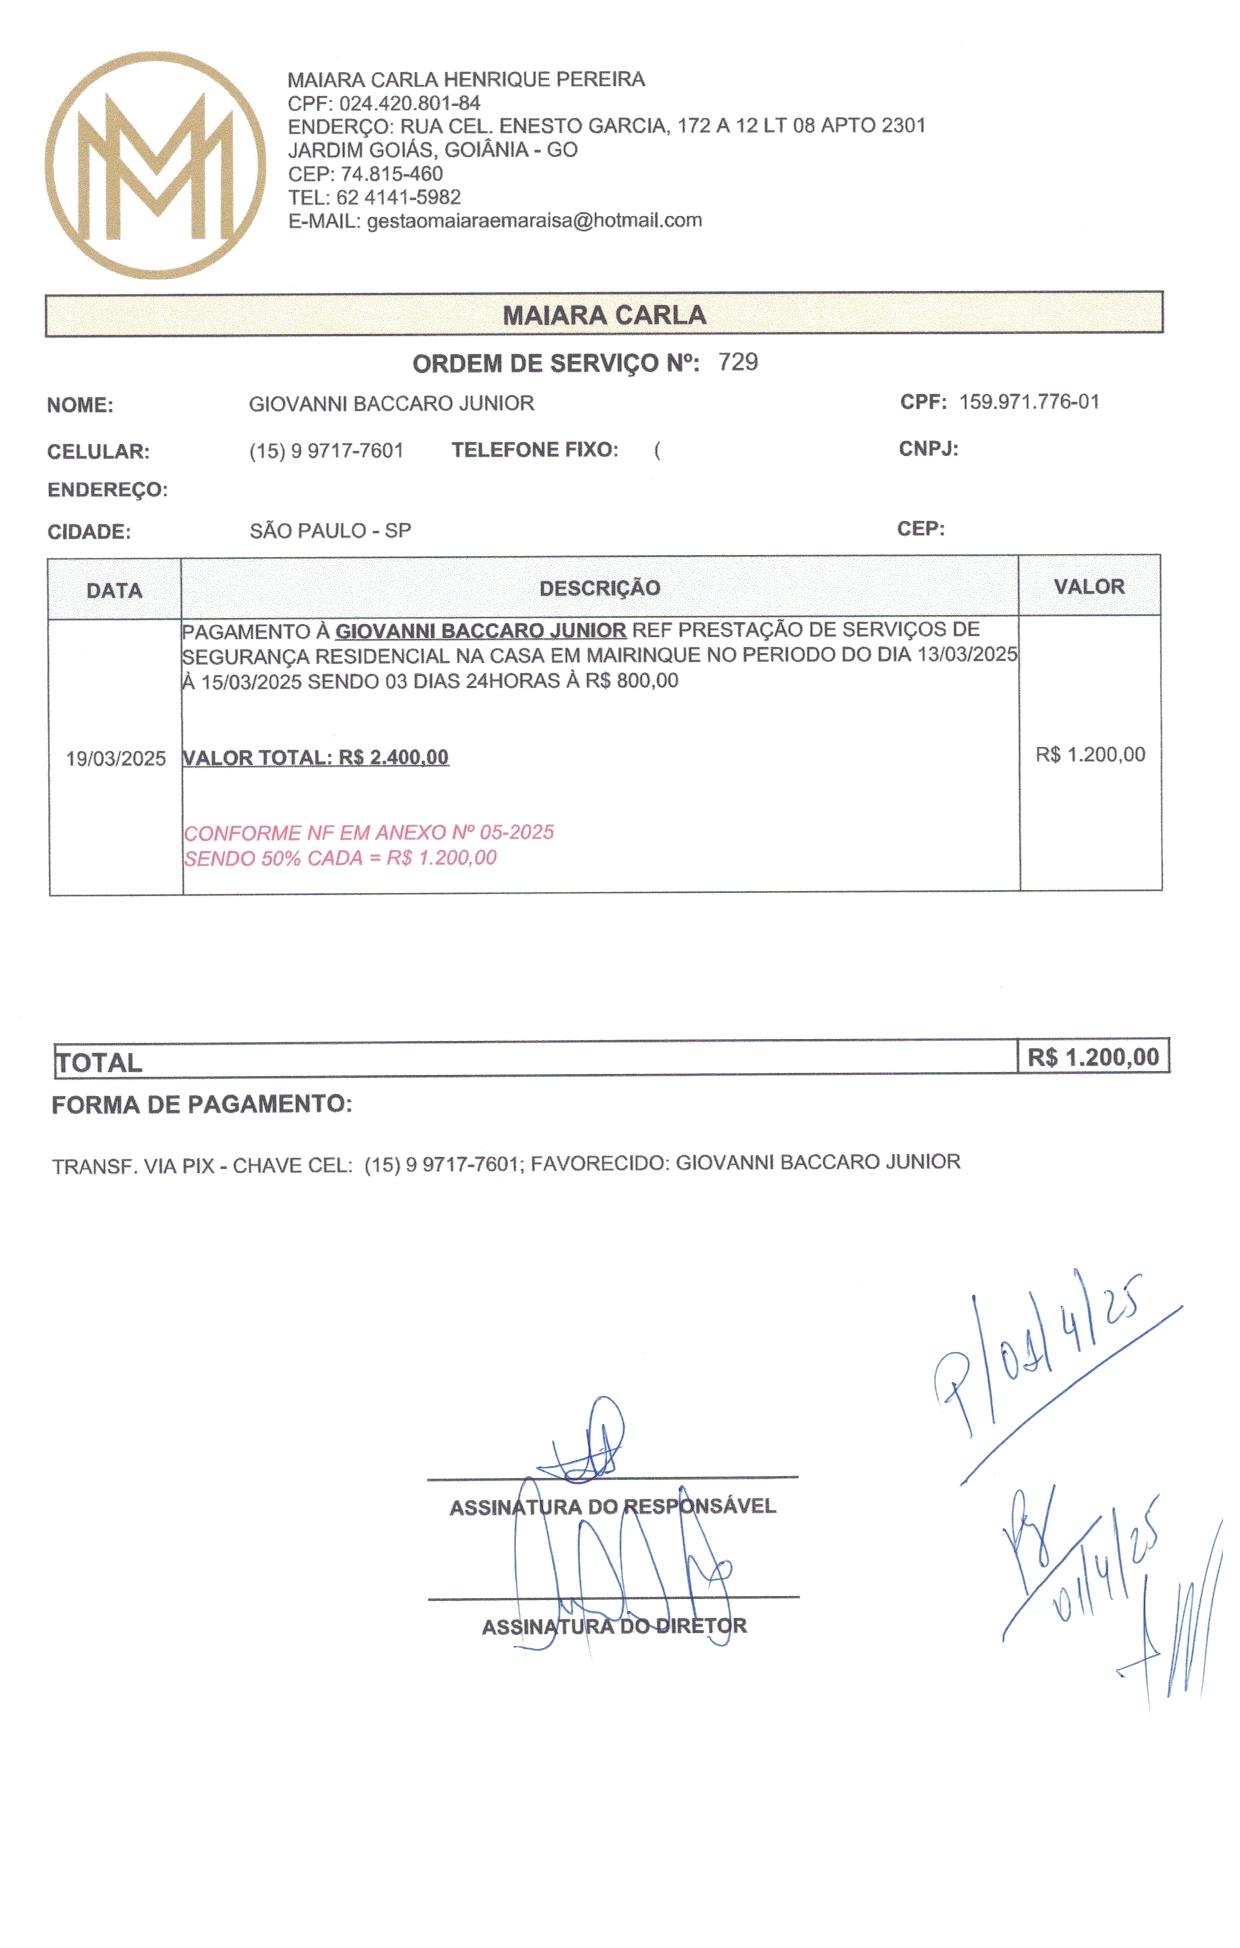 MAIARA CARLA HENRIQUE PEREIRA
CPF: 024.420.801-84
ENDERÇO: RUA CEL. ENESTO GARCIA, 172 A 12 LT 08 APTO 2301
JARDIM GOIÁS, GOIÂNIA - GO
CEP: 74.815-460
TEL: 62 4141-5982
E-MAIL: gestaomaiaraemaraisa@hotmail.com
MAIARA CARLA
ORDEM DE SERVIÇO Nº: 729
NOME: GIOVANNI BACCARO JUNIOR CPF: 159.971.776-01
CELULAR: (15) 9 9717-7601 TELEFONE FIXO: ( CNPJ:
ENDEREÇO:
CIDADE: SÃO PAULO - SP CEP:
DATA DESCRIÇÃO VALOR
PAGAMENTO À GIOVANNI BACCARO JUNIOR REF PRESTAÇÃO DE SERVIÇOS DE
SEGURANÇA RESIDENCIAL NA CASA EM MAIRINQUE NO PERIODO DO DIA 13/03/2025
À 15/03/2025 SENDO 03 DIAS 24HORAS À R$ 800,00
19/03/2025 VALOR TOTAL: R$ 2.400,00 R$ 1.200,00
CONFORME NF EM ANEXO Nº 05-2025
SENDO 50% CADA = R$ 1.200,00
TOTAL R$ 1.200,00
FORMA DE PAGAMENTO:
TRANSF. VIA PIX - CHAVE CEL: (15) 9 9717-7601; FAVORECIDO: GIOVANNI BACCARO JUNIOR
P/01/4/25
ASSINATURA DO RESPONSÁVEL
Pg
01/4/25
ASSINATURA DO DIRETOR